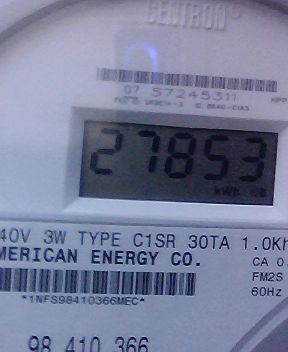 CENTRON
07 57245311
27853
kWh
40V 3W TYPE C1SR 30TA 1.0Kh
MERICAN ENERGY CO.
CA 0.
FM2S
*1NFS98410366MEC*
60Hz
98 410 366